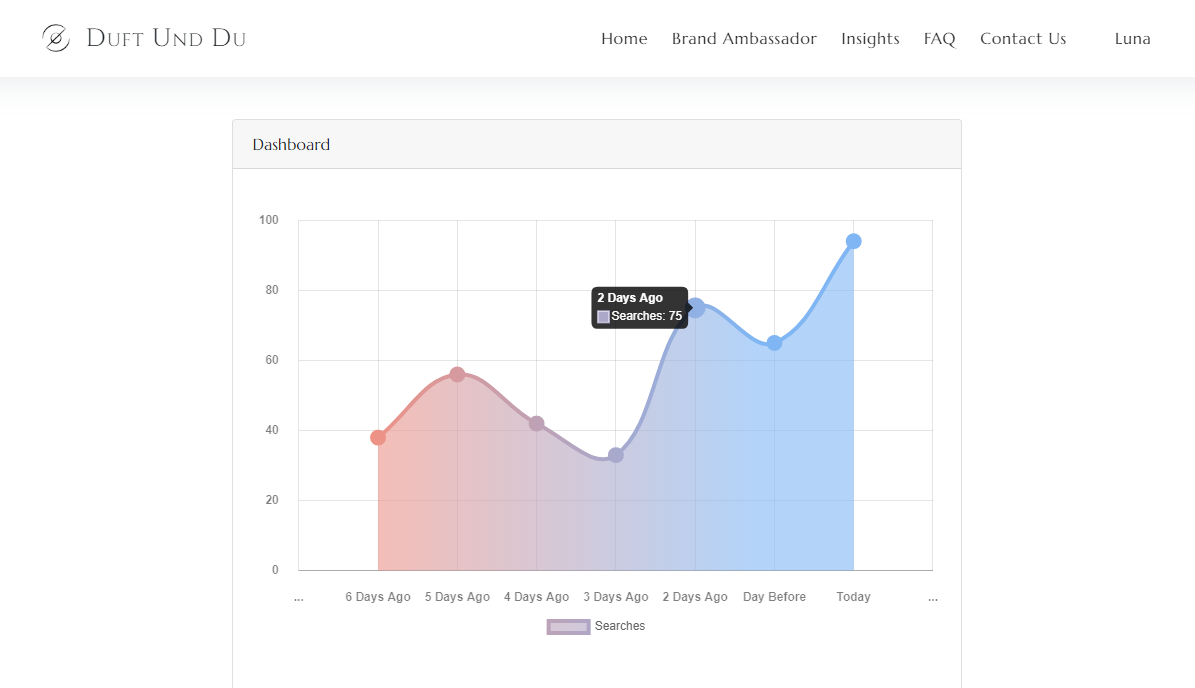 Duft Und Du
Home Brand Ambassador Insights FAQ Contact Us Luna
Dashboard
100
80
2 Days Ago
Searches: 75
60
40
20
0
... 6 Days Ago 5 Days Ago 4 Days Ago 3 Days Ago 2 Days Ago Day Before Today ...
Searches